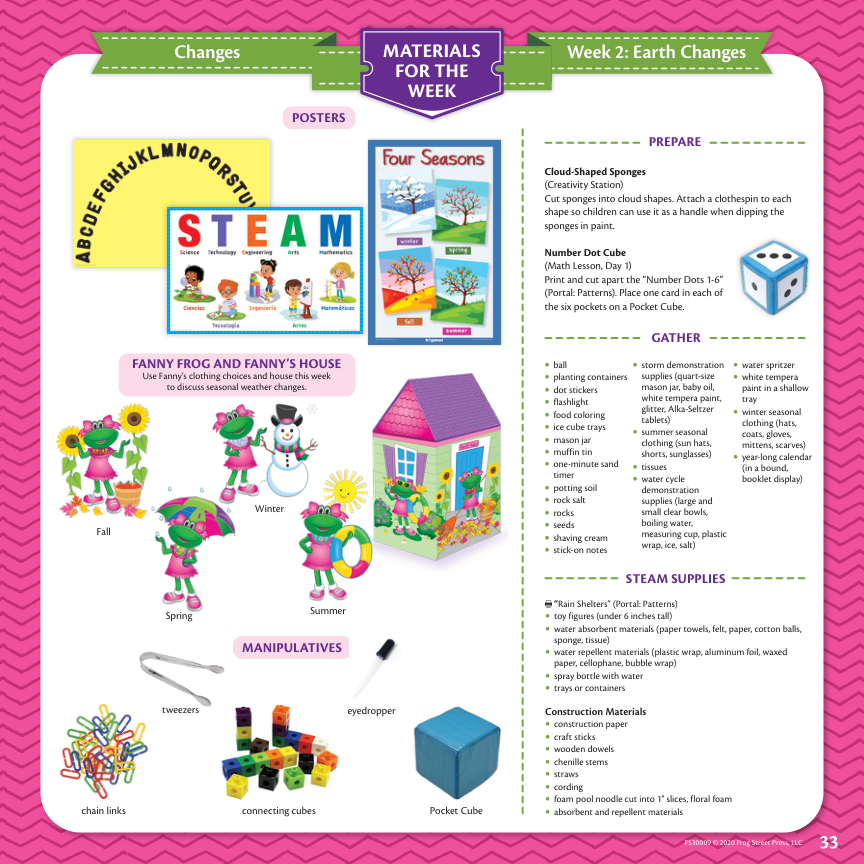 Changes
MATERIALS
FOR THE
WEEK
Week 2: Earth Changes
POSTERS
ABCDEFGHIJKLMNOPQRSTU
STEAM
Science Technology Engineering Arts Mathematics
Ciencias Ingeniería Matemáticas
Tecnología Artes
Four Seasons
winter
spring
fall
summer
FANNY FROG AND FANNY'S HOUSE
Use Fanny's clothing choices and house this week
to discuss seasonal weather changes.
Fall
Winter
Spring
Summer
MANIPULATIVES
tweezers
eyedropper
chain links
connecting cubes
Pocket Cube
PREPARE
Cloud-Shaped Sponges
(Creativity Station)
Cut sponges into cloud shapes. Attach a clothespin to each
shape so children can use it as a handle when dipping the
sponges in paint.
Number Dot Cube
(Math Lesson, Day 1)
Print and cut apart the “Number Dots 1-6”
(Portal: Patterns). Place one card in each of
the six pockets on a Pocket Cube.
GATHER
• ball
• planting containers
• dot stickers
• flashlight
• food coloring
• ice cube trays
• mason jar
• muffin tin
• one-minute sand
timer
• potting soil
• rock salt
• rocks
• seeds
• shaving cream
• stick-on notes
• storm demonstration
supplies (quart-size
mason jar, baby oil,
white tempera paint,
glitter, Alka-Seltzer
tablets)
• summer seasonal
clothing (sun hats,
shorts, sunglasses)
• tissues
• water cycle
demonstration
supplies (large and
small clear bowls,
boiling water,
measuring cup, plastic
wrap, ice, salt)
• water spritzer
• white tempera
paint in a shallow
tray
• winter seasonal
clothing (hats,
coats, gloves,
mittens, scarves)
• year-long calendar
(in a bound,
booklet display)
STEAM SUPPLIES
“Rain Shelters” (Portal: Patterns)
• toy figures (under 6 inches tall)
• water absorbent materials (paper towels, felt, paper, cotton balls,
sponge, tissue)
• water repellent materials (plastic wrap, aluminum foil, waxed
paper, cellophane, bubble wrap)
• spray bottle with water
• trays or containers
Construction Materials
• construction paper
• craft sticks
• wooden dowels
• chenille stems
• straws
• cording
• foam pool noodle cut into 1" slices, floral foam
• absorbent and repellent materials
FS30009 © 2020 Frog Street Press, LLC 33